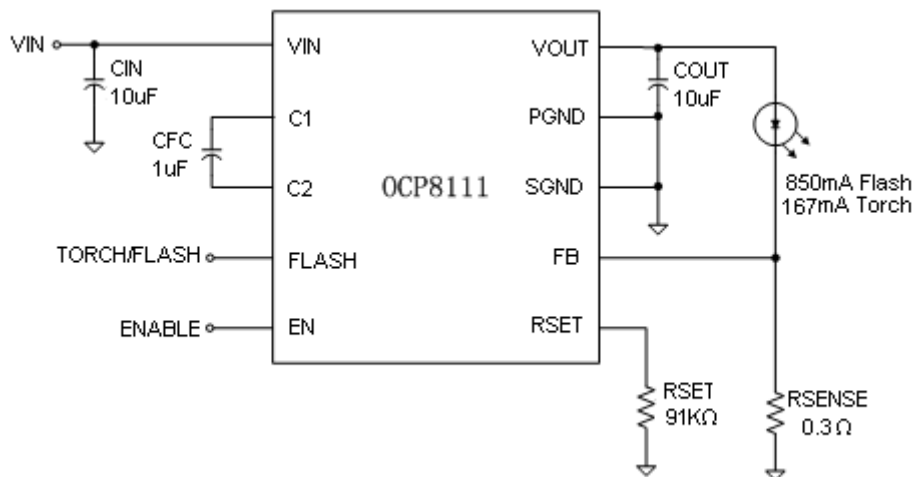 VIN
CIN
10uF
CFC
1uF
TORCH/FLASH
ENABLE
VIN
C1
C2
FLASH
EN
OCP8111
VOUT
PGND
SGND
FB
RSET
COUT
10uF
850mA Flash
167mA Torch
RSET
91KΩ
RSENSE
0.3Ω